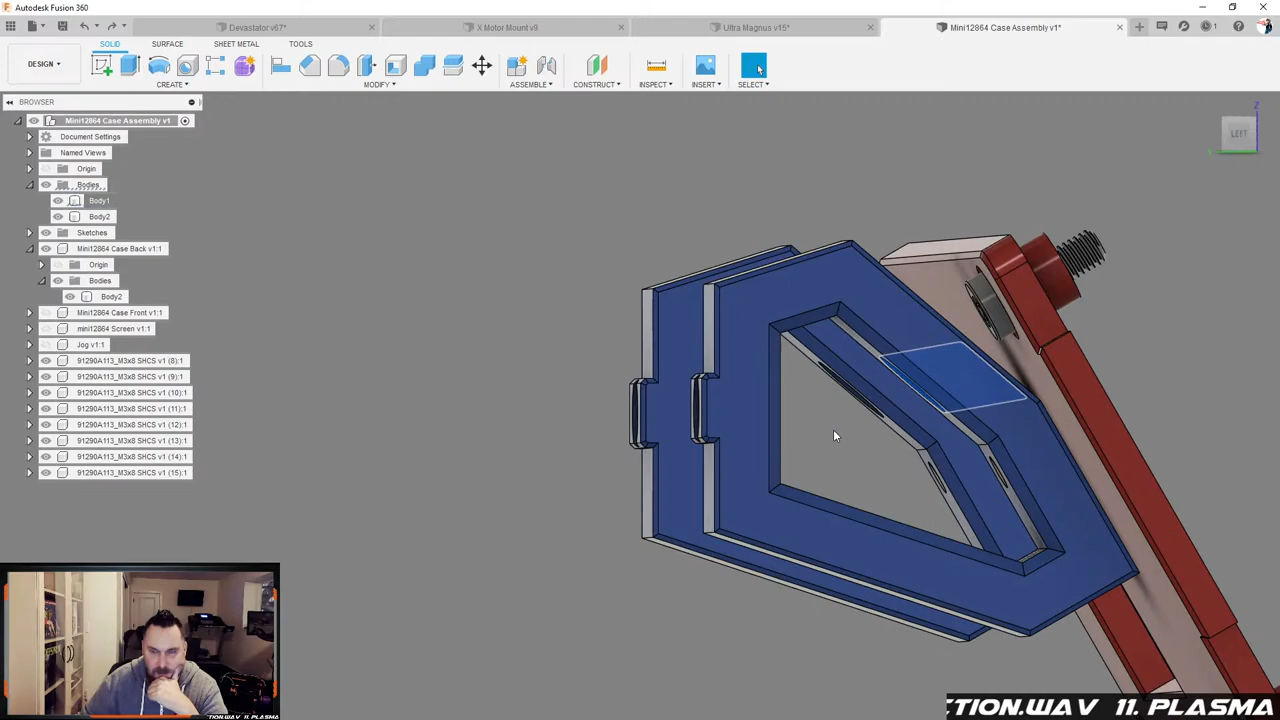 Autodesk Fusion 360
Devastator v67*
X Motor Mount v9
Ultra Magnus v15*
Mini12864 Case Assembly v1*
1
SOLID
SURFACE
SHEET METAL
TOOLS
DESIGN
CREATE
MODIFY
ASSEMBLE
CONSTRUCT
INSPECT
INSERT
SELECT
BROWSER
Mini12864 Case Assembly v1
Document Settings
Named Views
Origin
Bodies
Body1
Body2
Sketches
Mini12864 Case Back v1:1
Origin
Bodies
Body2
Mini12864 Case Front v1:1
mini12864 Screen v1:1
Jog v1:1
91290A113_M3x8 SHCS v1 (8):1
91290A113_M3x8 SHCS v1 (9):1
91290A113_M3x8 SHCS v1 (10):1
91290A113_M3x8 SHCS v1 (11):1
91290A113_M3x8 SHCS v1 (12):1
91290A113_M3x8 SHCS v1 (13):1
91290A113_M3x8 SHCS v1 (14):1
91290A113_M3x8 SHCS v1 (15):1
Z
LEFT
Y
CTION.WAV 11. PLASMA